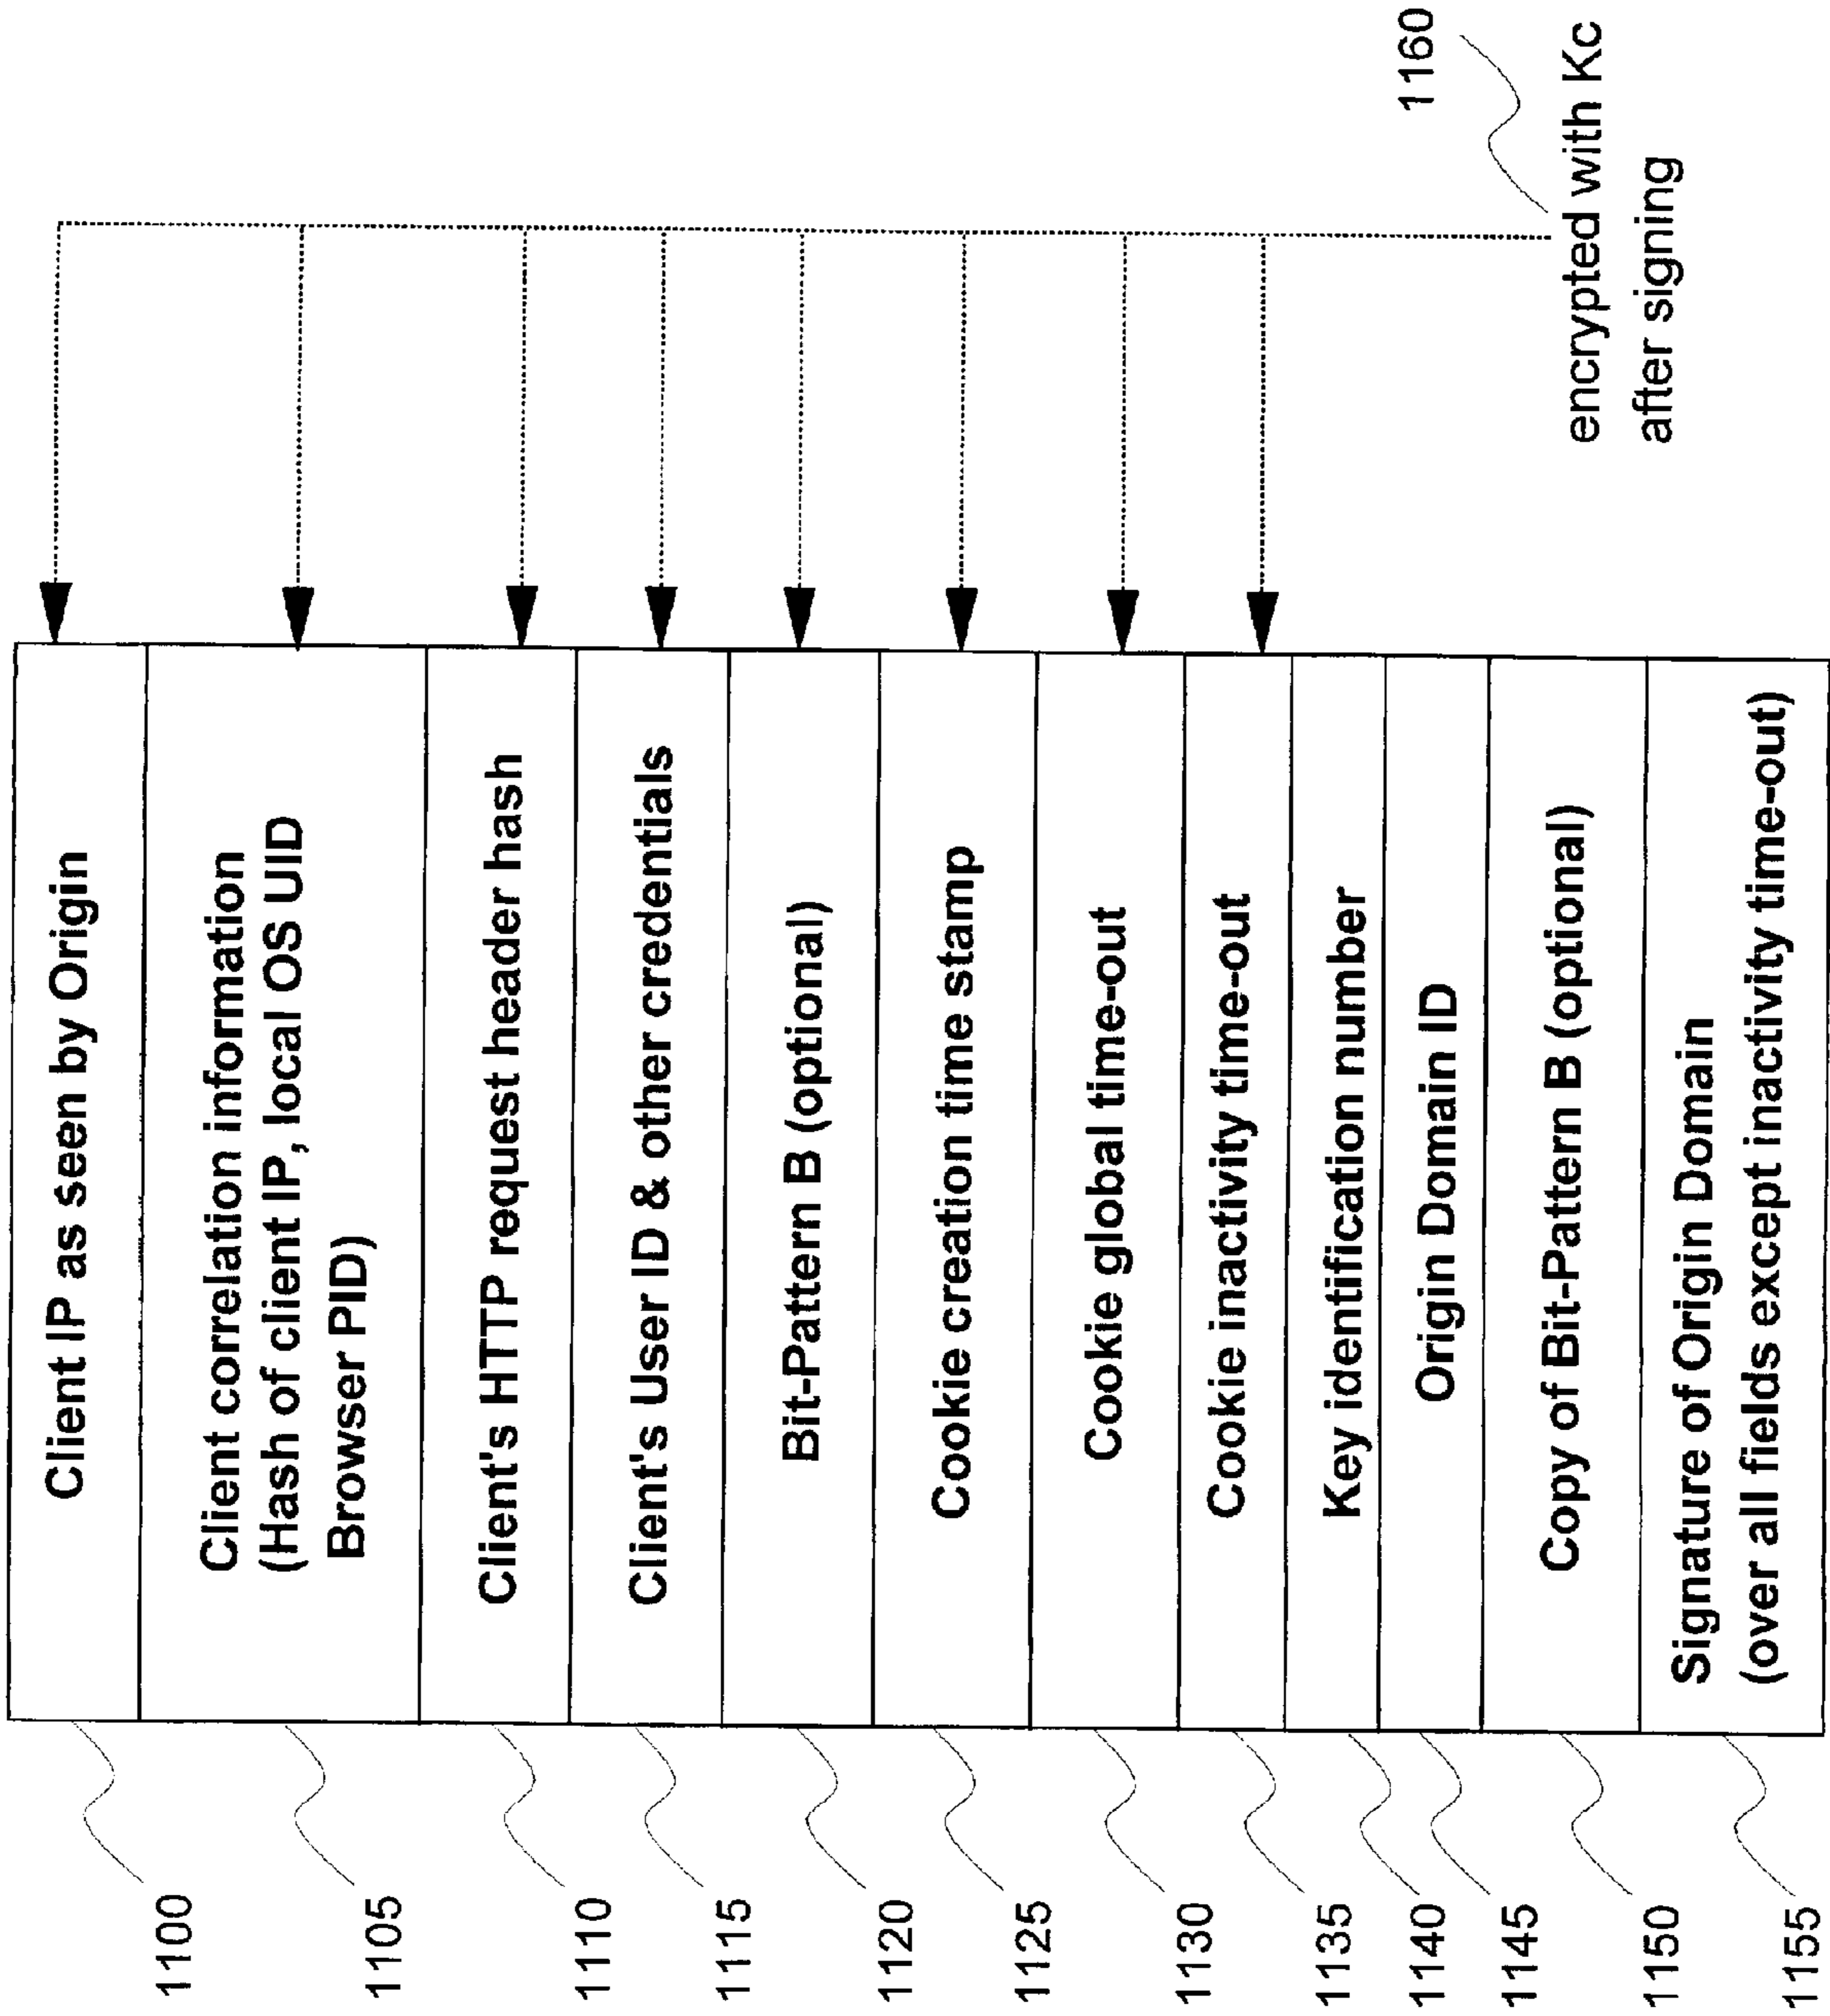 1100
Client IP as seen by Origin
1105
Client correlation information
(Hash of client IP, local OS UID
Browser PID)
1110
Client's HTTP request header hash
1115
Client's User ID & other credentials
1120
Bit-Pattern B (optional)
1125
Cookie creation time stamp
1130
Cookie global time-out
1135
Cookie inactivity time-out
1140
Key identification number
1145
Origin Domain ID
1150
Copy of Bit-Pattern B (optional)
1155
Signature of Origin Domain
(over all fields except inactivity time-out)
1160
encrypted with Kc
after signing